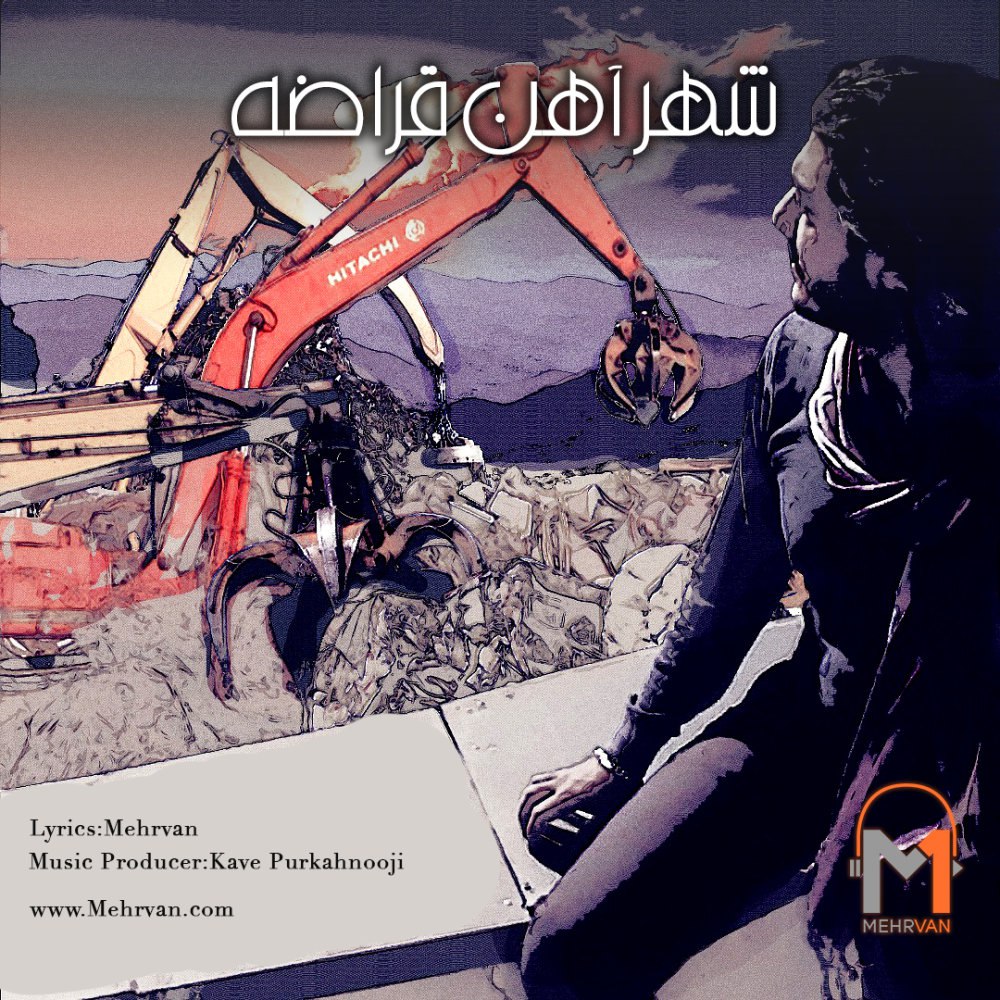 شهر آهن قراضه
HITACHI
Lyrics:Mehrvan
Music Producer:Kave Purkahnooji
www.Mehrvan.com
M
MEHRVAN